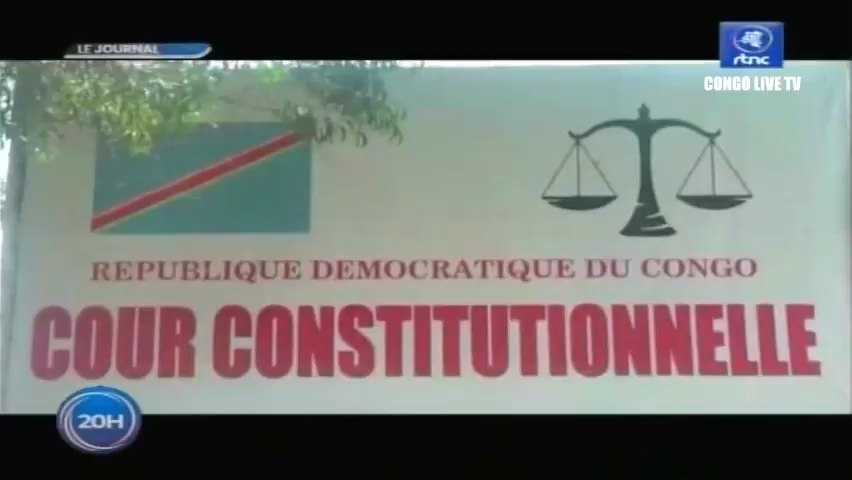 LE JOURNAL
rtnc
CONGO LIVE TV
REPUBLIQUE DEMOCRATIQUE DU CONGO
COUR CONSTITUTIONNELLE
20H